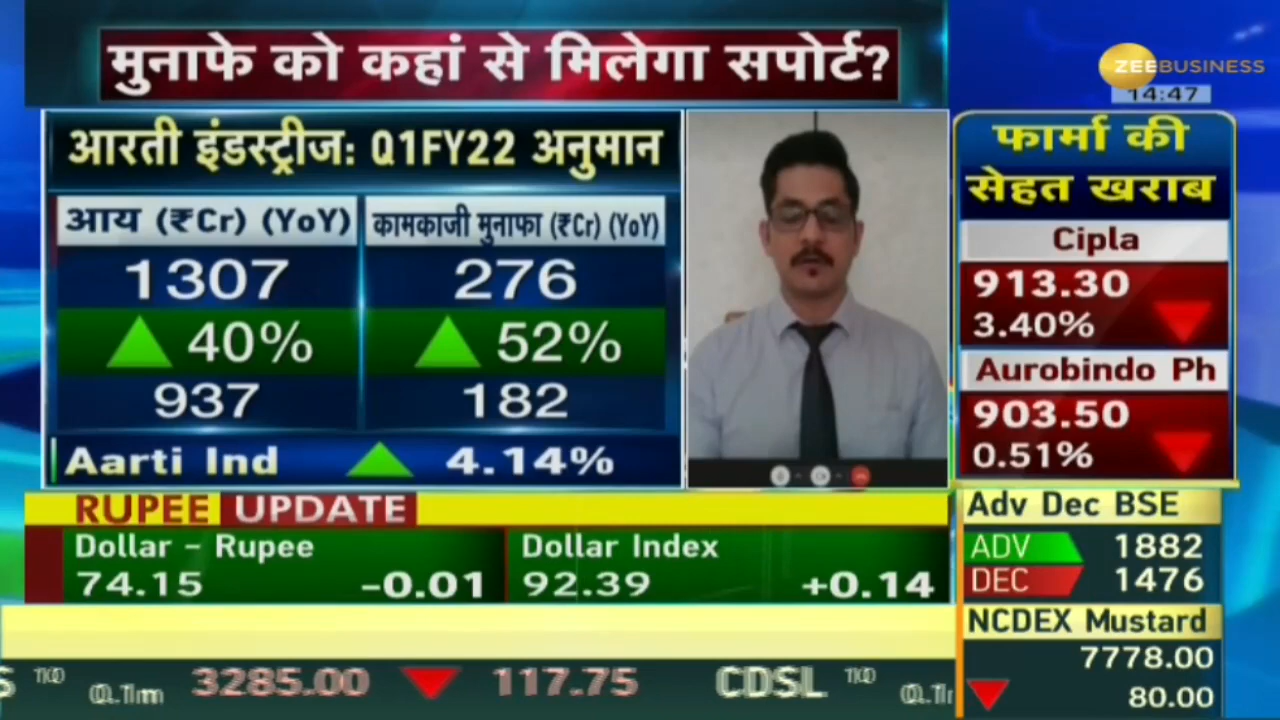 मुनाफे को कहां से मिलेगा सपोर्ट?
ZEEBUSINESS
14:47
आरती इंडस्ट्रीज: Q1FY22 अनुमान
आय (₹Cr) (YoY)
कामकाजी मुनाफा (₹Cr) (YoY)
1307
276
40%
52%
937
182
Aarti Ind 4.14%
फार्मा की
सेहत खराब
Cipla
913.30
3.40%
Aurobindo Ph
903.50
0.51%
RUPEE UPDATE
Dollar – Rupee
74.15 -0.01
Dollar Index
92.39 +0.14
Adv Dec BSE
ADV 1882
DEC 1476
NCDEX Mustard
7778.00
80.00
S 3285.00 117.75 CDSL